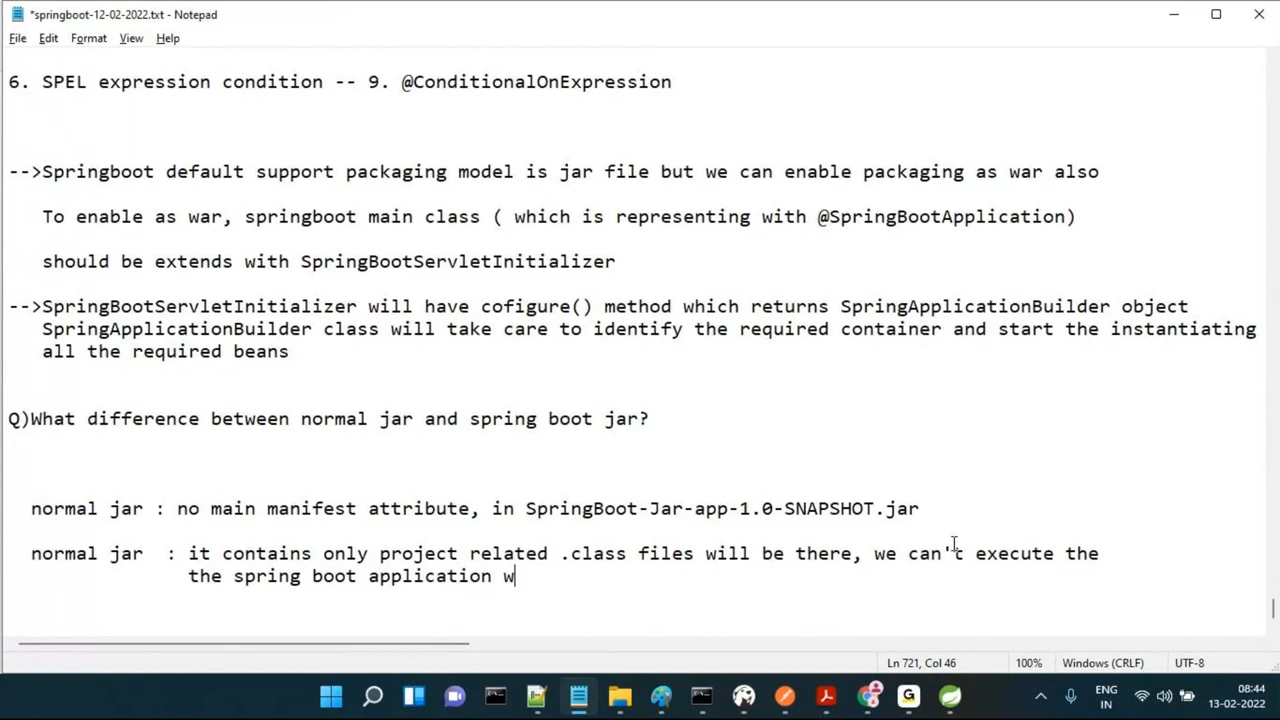 *springboot-12-02-2022.txt - Notepad
File Edit Format View Help
6. SPEL expression condition -- 9. @ConditionalOnExpression
-->Springboot default support packaging model is jar file but we can enable packaging as war also
To enable as war, springboot main class ( which is representing with @SpringBootApplication)
should be extends with SpringBootServletInitializer
-->SpringBootServletInitializer will have cofigure() method which returns SpringApplicationBuilder object
SpringApplicationBuilder class will take care to identify the required container and start the instantiating
all the required beans
Q)What difference between normal jar and spring boot jar?
normal jar : no main manifest attribute, in SpringBoot-Jar-app-1.0-SNAPSHOT.jar
normal jar : it contains only project related .class files will be there, we can't execute the
the spring boot application w
Ln 721, Col 46 100% Windows (CRLF) UTF-8
ENG
IN
08:44
13-02-2022